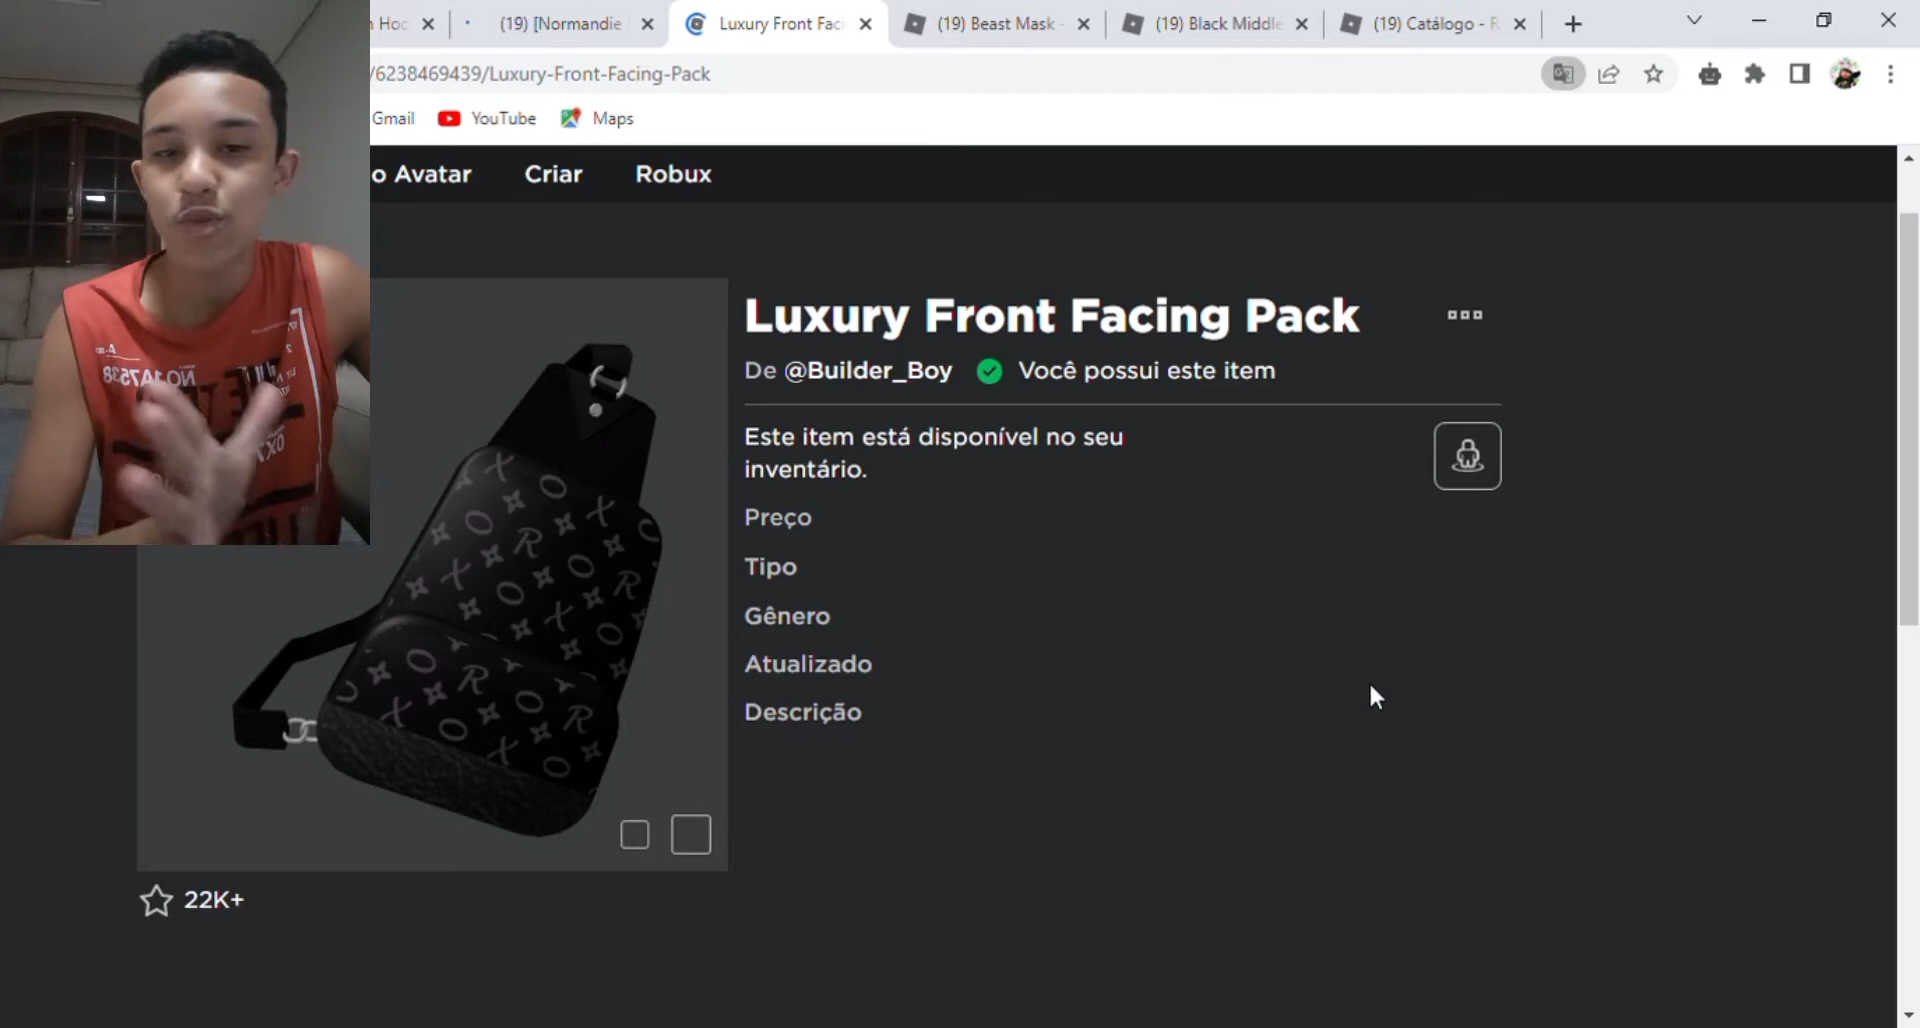 n Hoc
(19) [Normandie
Luxury Front Faci
(19) Beast Mask -
(19) Black Middle
(19) Catálogo - R
/6238469439/Luxury-Front-Facing-Pack
Gmail
YouTube
Maps
o Avatar
Criar
Robux
Luxury Front Facing Pack
De @Builder_Boy
Você possui este item
Este item está disponível no seu
inventário.
Preço
Tipo
Gênero
Atualizado
Descrição
22K+
NO.1A7538